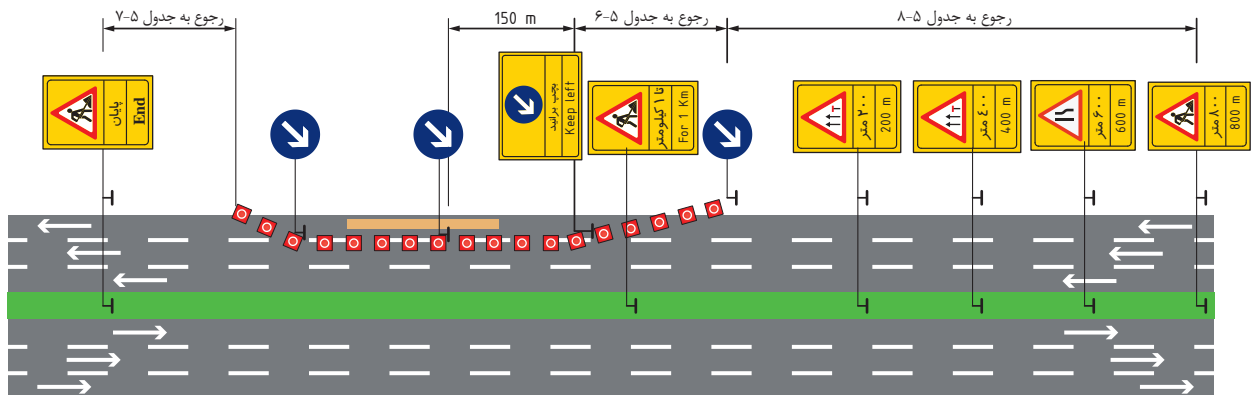 رجوع به جدول ۵-۷
150 m
رجوع به جدول ۵-۶
رجوع به جدول ۵-۸
پایان
End
بچپ برانید
Keep left
تا ۱ کیلومتر
For 1 Km
۲۰۰ متر
200 m
٤۰۰ متر
400 m
۶۰۰ متر
600 m
۸۰۰ متر
800 m